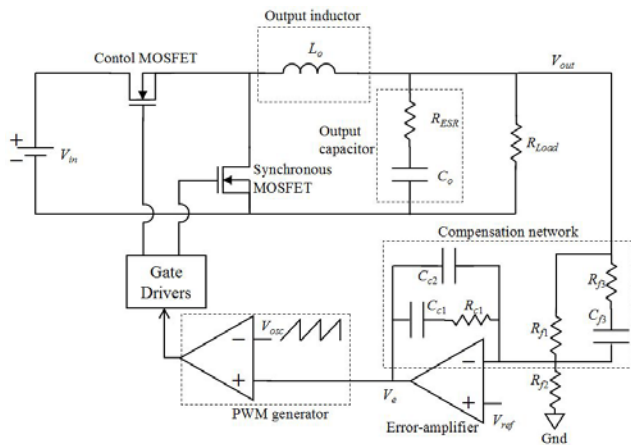 Output inductor
Contol MOSFET
Lo
Vout
+
−
Vin
Output
capacitor
RESR
Co
RLoad
Synchronous
MOSFET
Compensation network
Gate
Drivers
Cc2
Cc1
Rc1
Rf3
Cf3
Rf1
Rf2
Vosc
−
+
PWM generator
Ve
−
+
Vref
Error-amplifier
Gnd